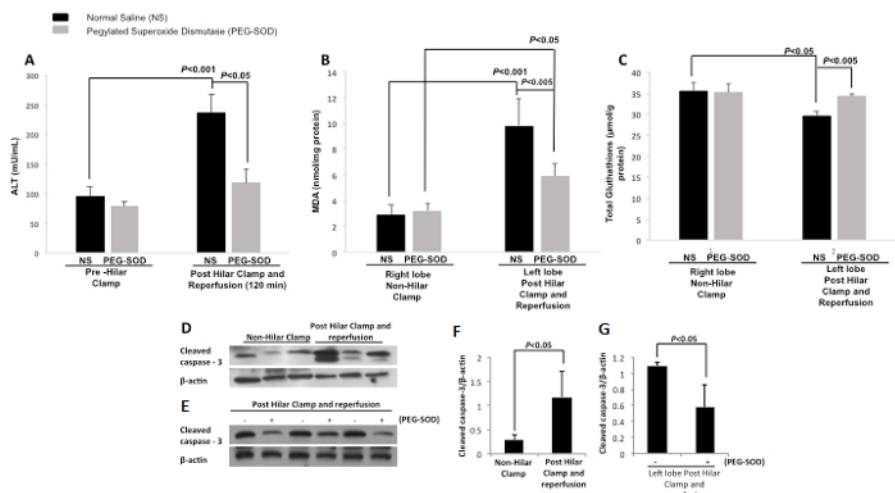 Normal Saline (NS)
Pegylated Superoxide Dismutase (PEG-SOD)
A
P<0.001
P<0.05
ALT (mU/mL)
300
250
200
150
100
50
0
NS PEG-SOD
NS PEG-SOD
Pre -Hilar
Clamp
Post Hilar Clamp and
Reperfusion (120 min)
B
P<0.05
P<0.001
P<0.005
MDA (nmol/mg protein)
14
12
10
8
6
4
2
0
NS PEG-SOD
NS PEG-SOD
Right lobe
Non-Hilar
Clamp
Left lobe
Post Hilar
Clamp and
Reperfusion
C
P<0.05
P<0.005
Total Gluthathions (μmol/g
protein)
40
35
30
25
20
15
10
5
0
NS PEG-SOD
NS PEG-SOD
Right lobe
Non-Hilar
Clamp
Left lobe
Post Hilar
Clamp and
Reperfusion
D
Non-Hilar Clamp
Post Hilar Clamp and
reperfusion
Cleaved
caspase - 3
β-actin
E
Post Hilar Clamp and reperfusion
- + - + - +
(PEG-SOD)
Cleaved
caspase - 3
β-actin
F
P<0.05
Cleaved caspase-3/β-actin
2
1.5
1
0.5
0
Non-Hilar
Clamp
Post Hilar
Clamp and
reperfusion
G
P<0.05
Cleaved caspase-3/β-actin
1.2
1
0.8
0.6
0.4
0.2
0
- +
(PEG-SOD)
Left lobe Post Hilar
Clamp and